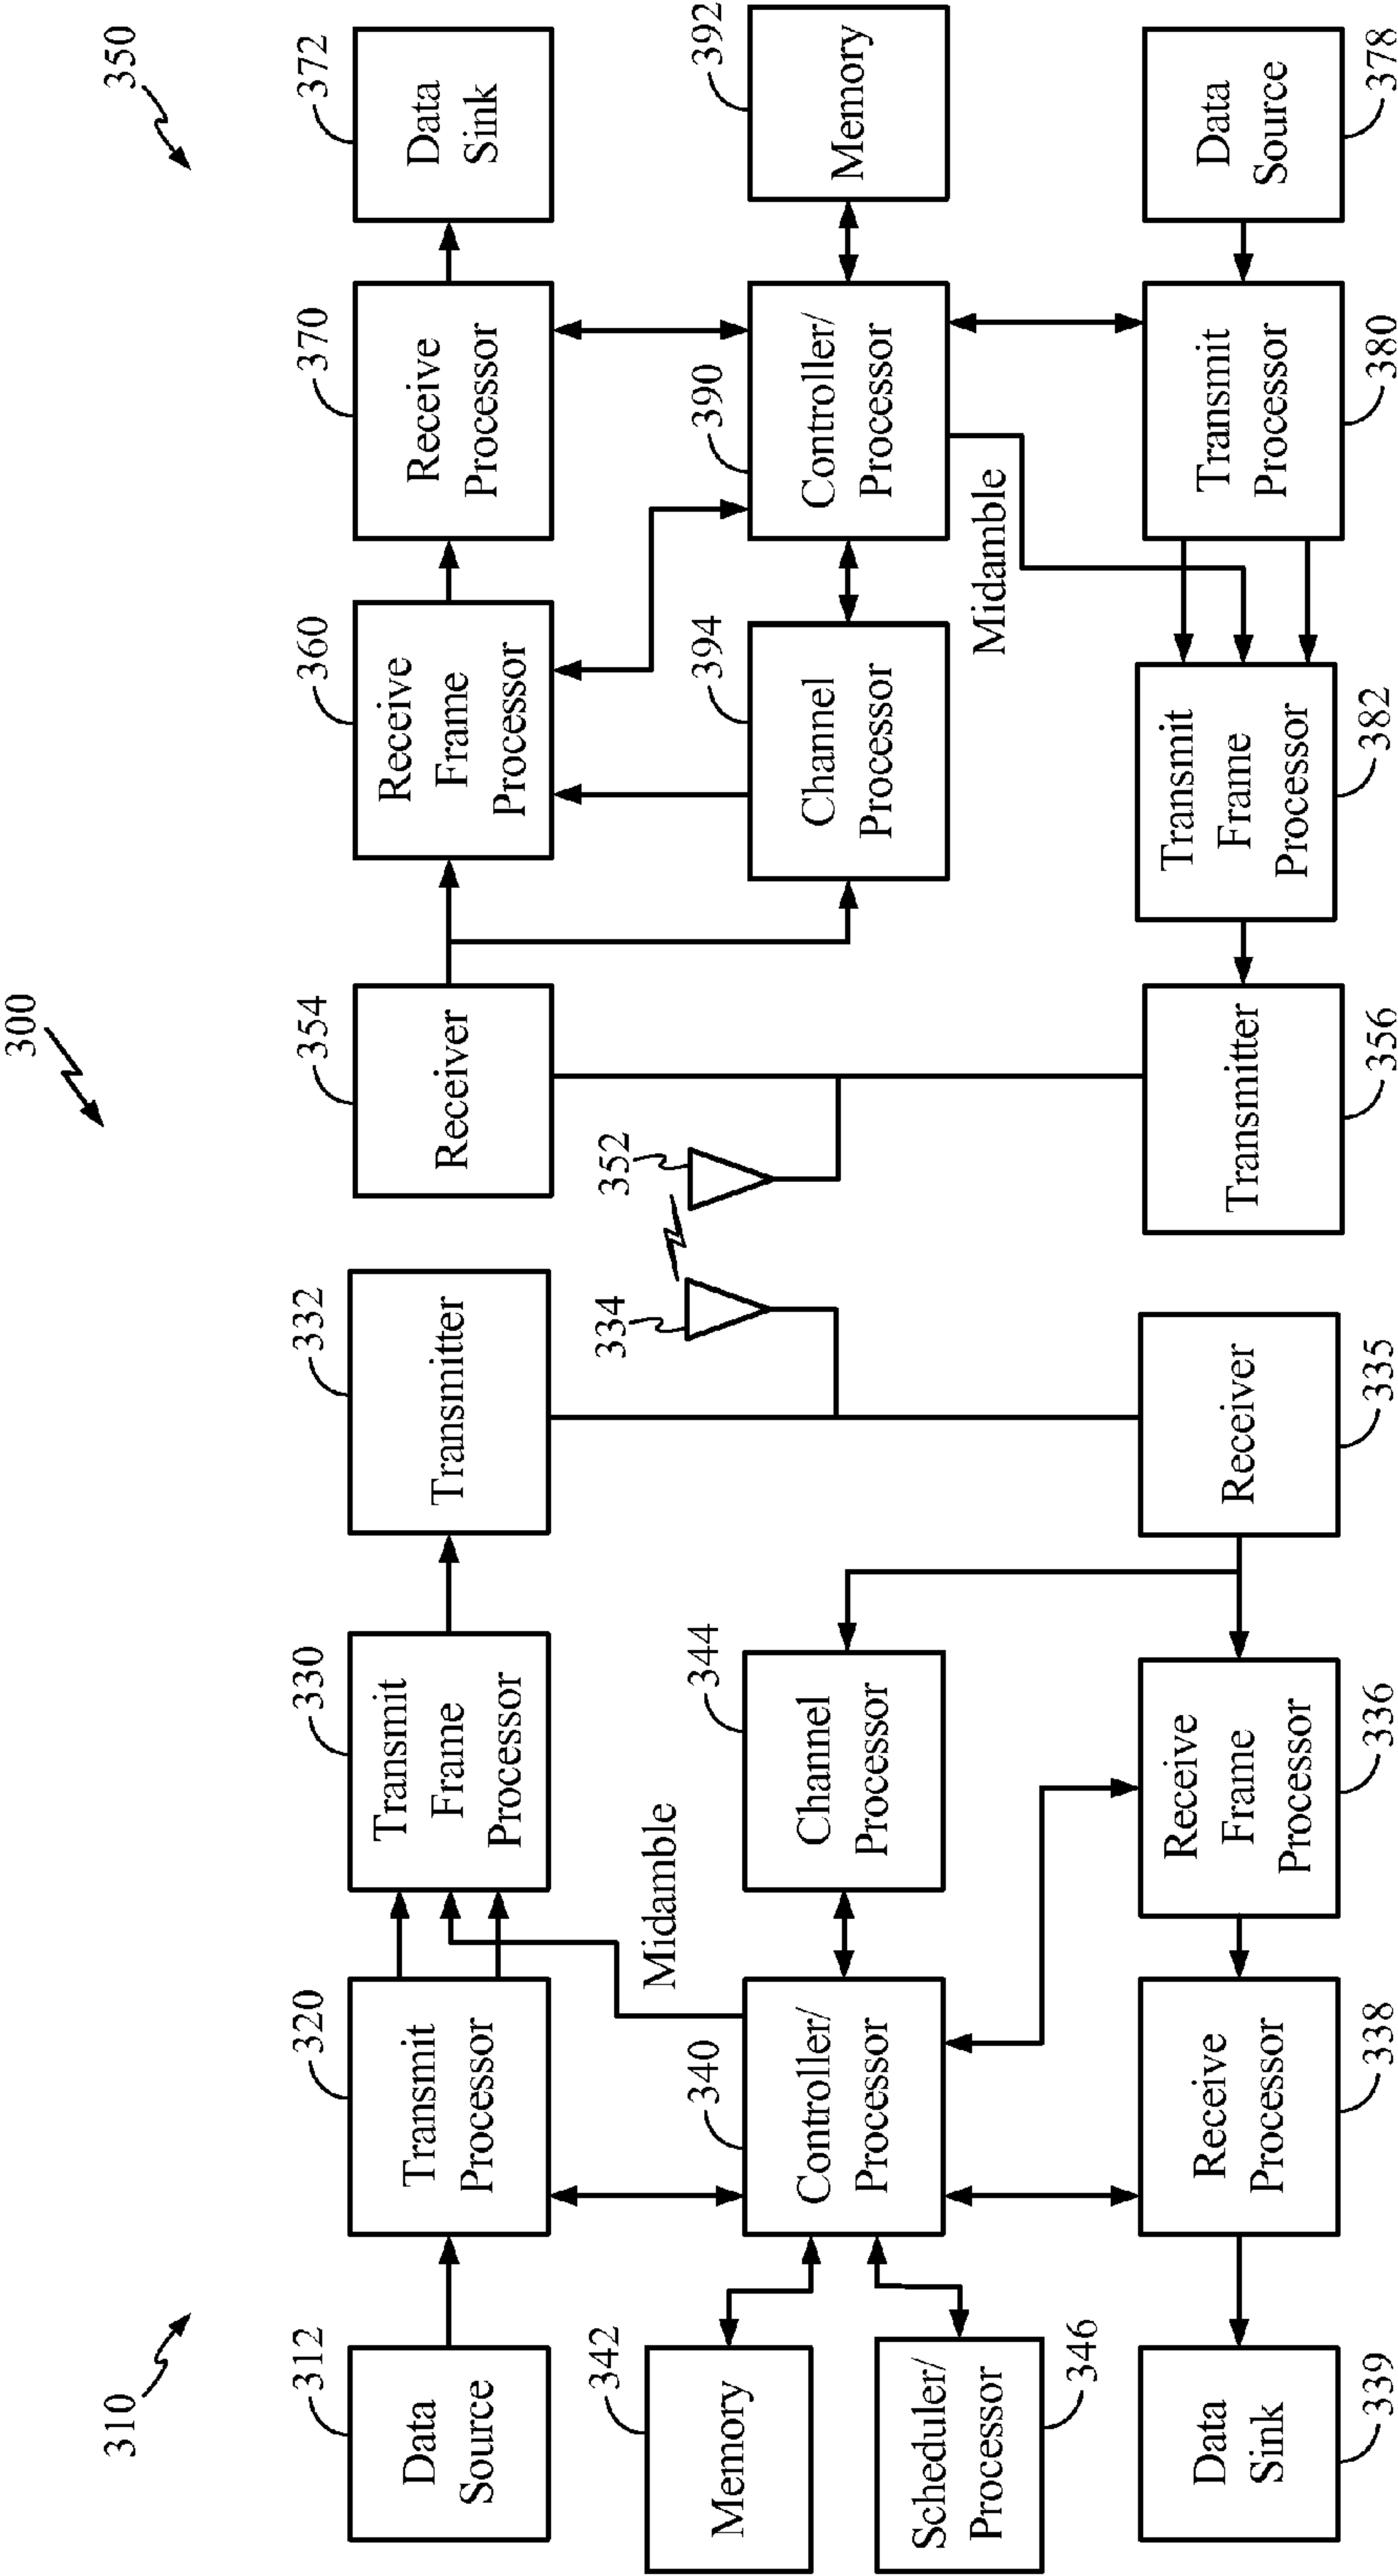 300
310
350
312
Data
Source
320
Transmit
Processor
330
Transmit
Frame
Processor
332
Transmitter
354
Receiver
360
Receive
Frame
Processor
370
Receive
Processor
372
Data
Sink
342
Memory
340
Controller/
Processor
Midamble
344
Channel
Processor
334
352
394
Channel
Processor
390
Controller/
Processor
392
Memory
Midamble
Scheduler/
Processor
346
Data
Sink
339
Receive
Processor
338
Receive
Frame
Processor
336
Receiver
335
Transmitter
356
Transmit
Frame
Processor
382
Transmit
Processor
380
Data
Source
378